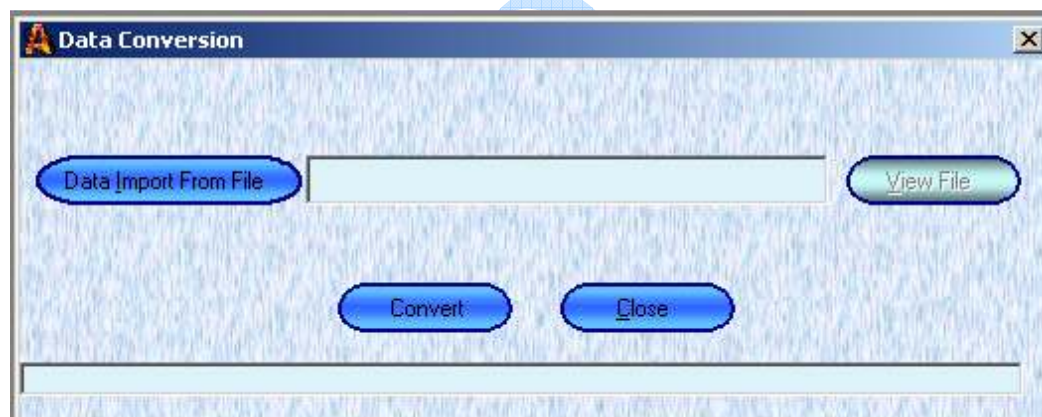 Data Conversion
Data Import From File
View File
Convert
Close